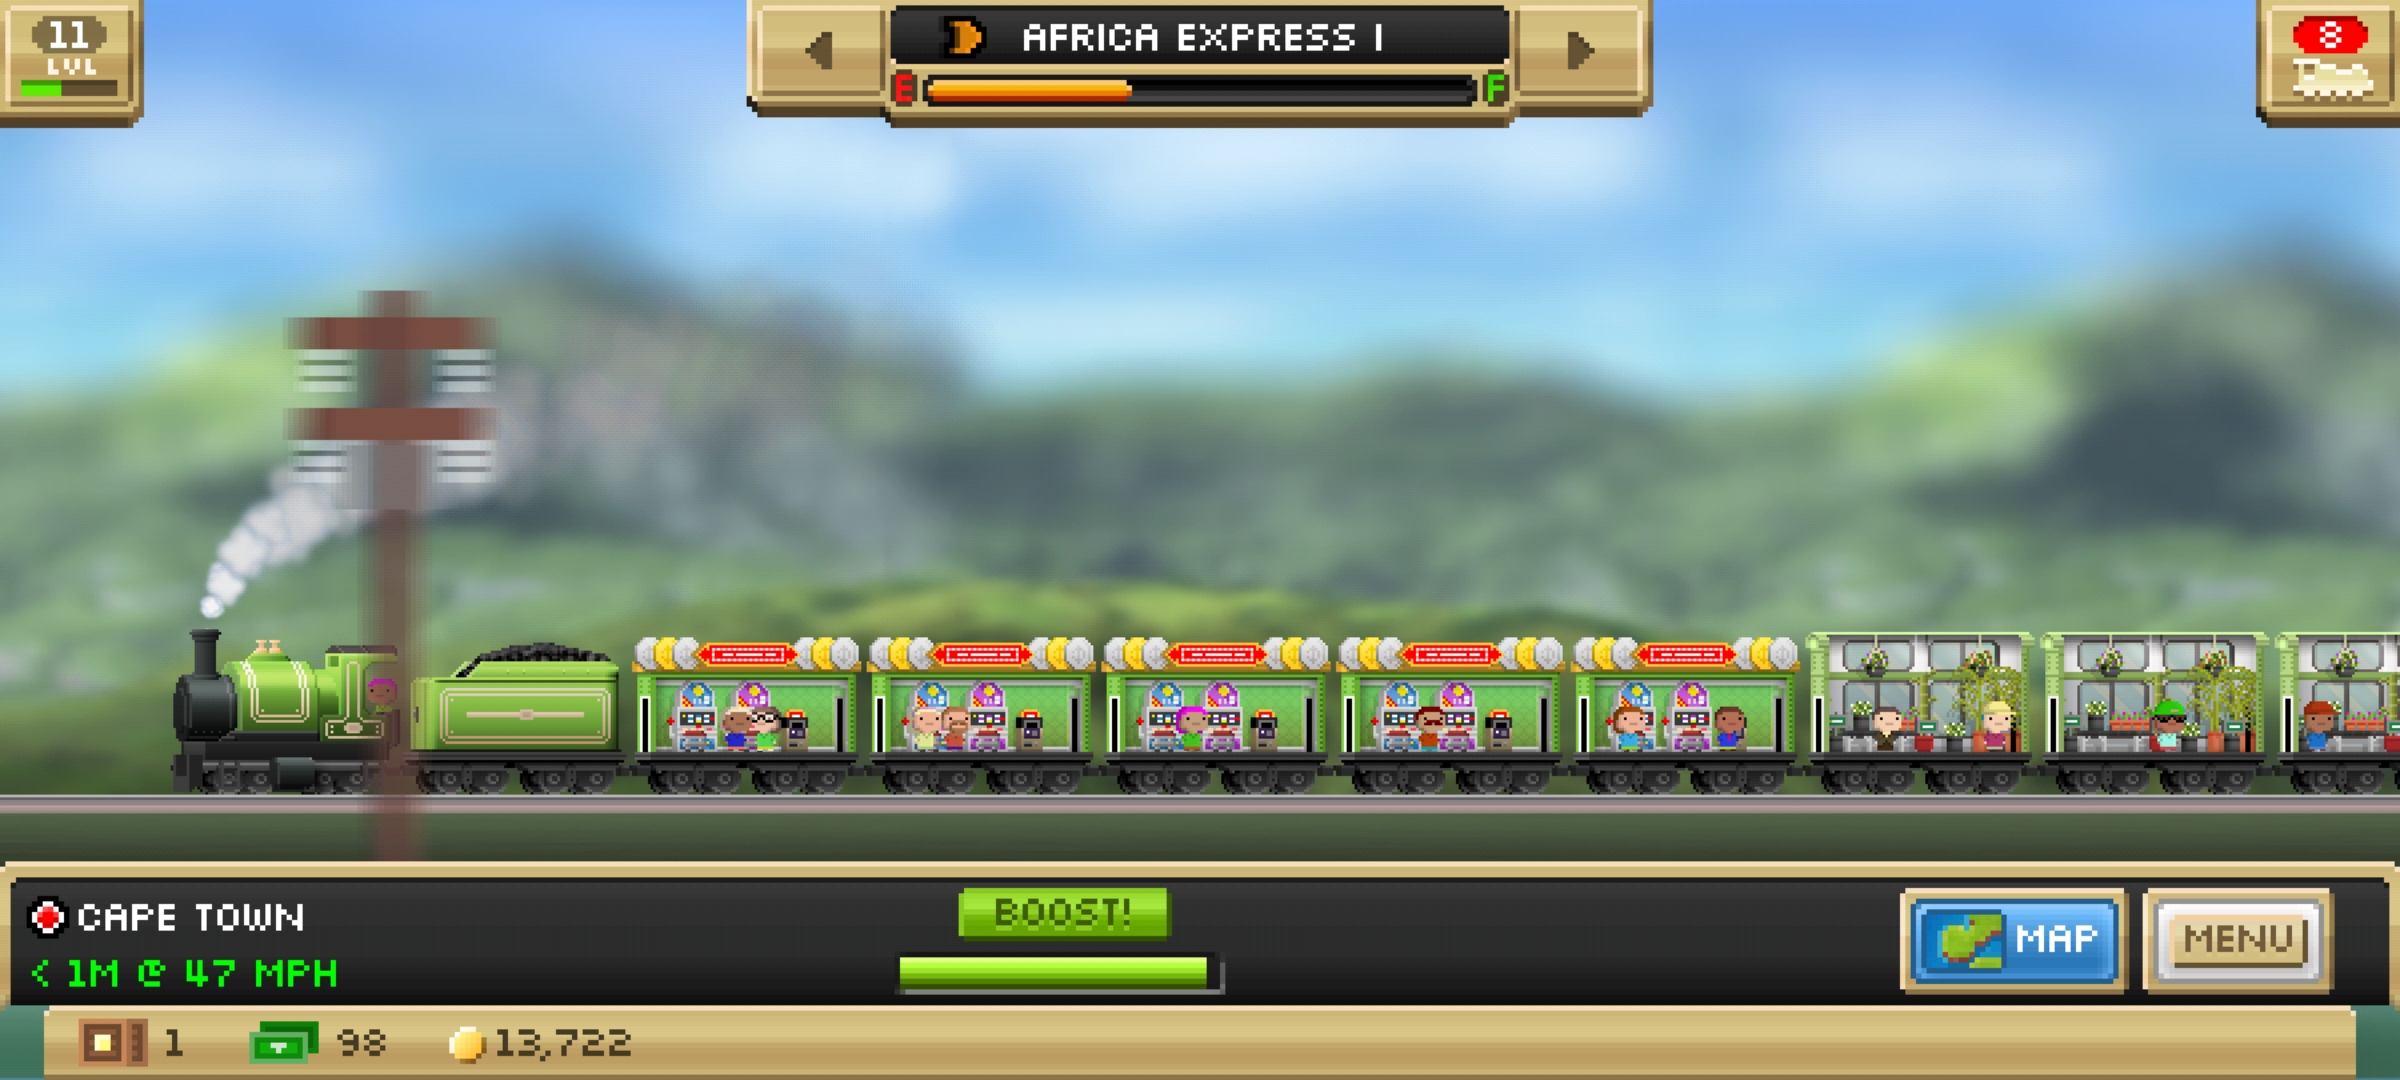 11
LVL
AFRICA EXPRESS I
E F
8
CAPE TOWN
< 1M @ 47 MPH
BOOST!
MAP
MENU
1
98
13,722